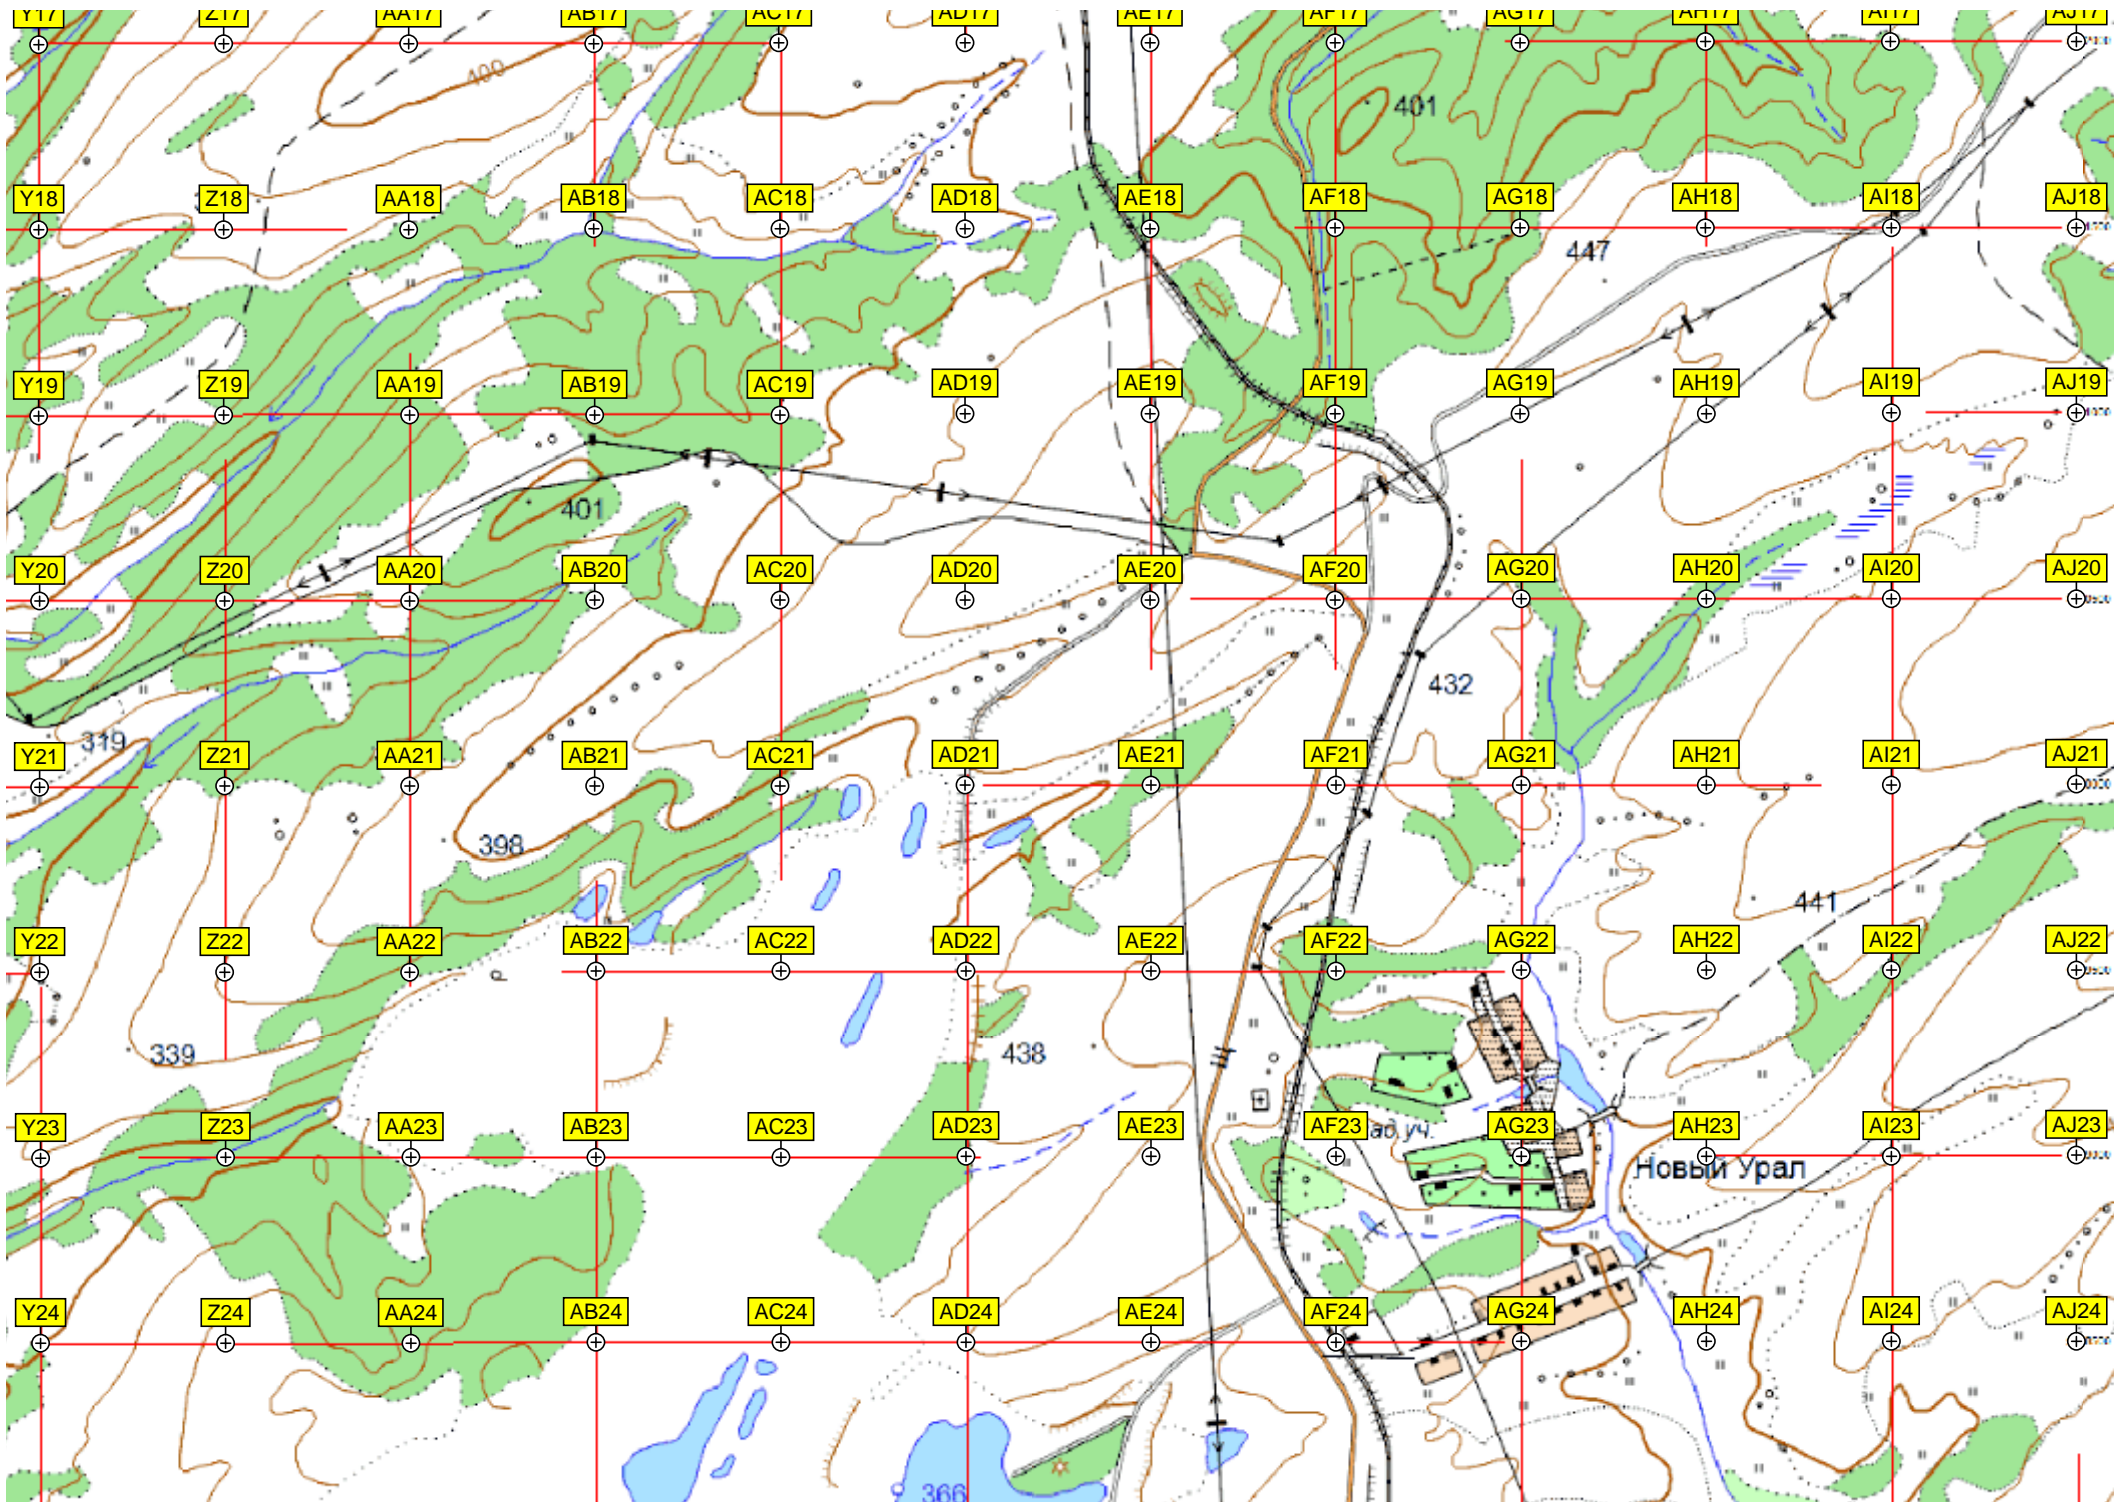 Y17 Z17 AA17 AB17 AC17 AD17 AE17 AF17 AG17 AH17 AI17 AJ17
400
401
Y18 Z18 AA18 AB18 AC18 AD18 AE18 AF18 AG18 AH18 AI18 AJ18
447
Y19 Z19 AA19 AB19 AC19 AD19 AE19 AF19 AG19 AH19 AI19 AJ19
401
Y20 Z20 AA20 AB20 AC20 AD20 AE20 AF20 AG20 AH20 AI20 AJ20
432
319
Y21 Z21 AA21 AB21 AC21 AD21 AE21 AF21 AG21 AH21 AI21 AJ21
398
441
Y22 Z22 AA22 AB22 AC22 AD22 AE22 AF22 AG22 AH22 AI22 AJ22
339
438
Y23 Z23 AA23 AB23 AC23 AD23 AE23 AF23 AG23 AH23 AI23 AJ23
уч.
Новый Урал
Y24 Z24 AA24 AB24 AC24 AD24 AE24 AF24 AG24 AH24 AI24 AJ24
366